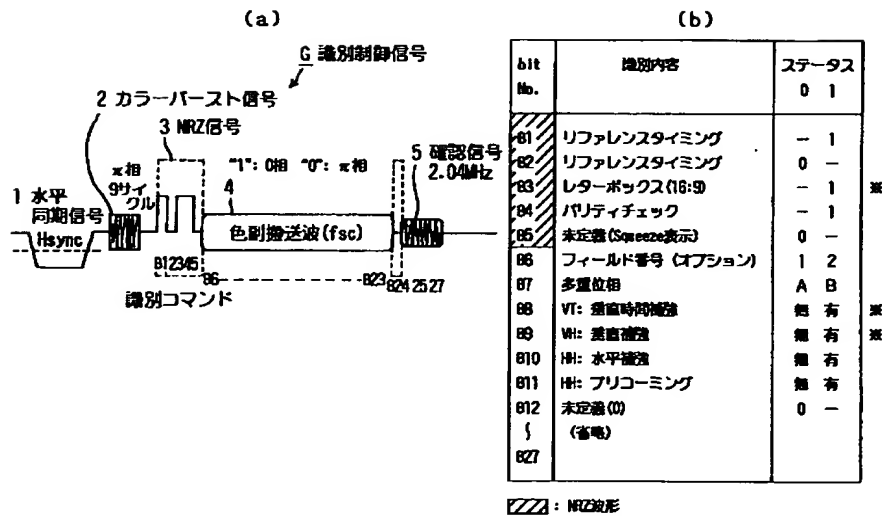 (a)
G 識別制御信号
2 カラーバースト信号
3 NRZ信号
π相
9サイクル
"1": 0相 "0": π相
4
5 確認信号
2.04MHz
1 水平
同期信号
Hsync
色副搬送波(fsc)
B12345
B6
B23
B24 25 27
識別コマンド
(b)
bit No. 識別内容 ステータス
0 1
B1 リファレンスタイミング - 1
B2 リファレンスタイミング 0 -
B3 レターボックス(16:9) - 1 ※
B4 パリティチェック - 1
B5 未定義(Sqeeze表示) 0 -
B6 フィールド番号 (オプション) 1 2
B7 多重位相 A B
B8 VT: 垂直時間補強 無 有 ※
B9 VH: 垂直補強 無 有 ※
B10 HH: 水平補強 無 有
B11 HH: プリコーミング 無 有
B12 未定義(0) 0 -
∫ (省略)
B27
: NRZ波形